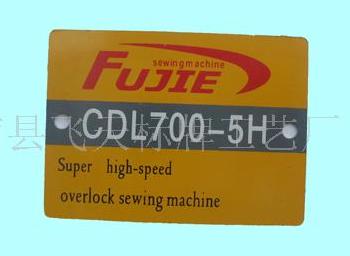 sewingmachine
FUJIE
CDL700-5H
Super high-speed
overlock sewing machine